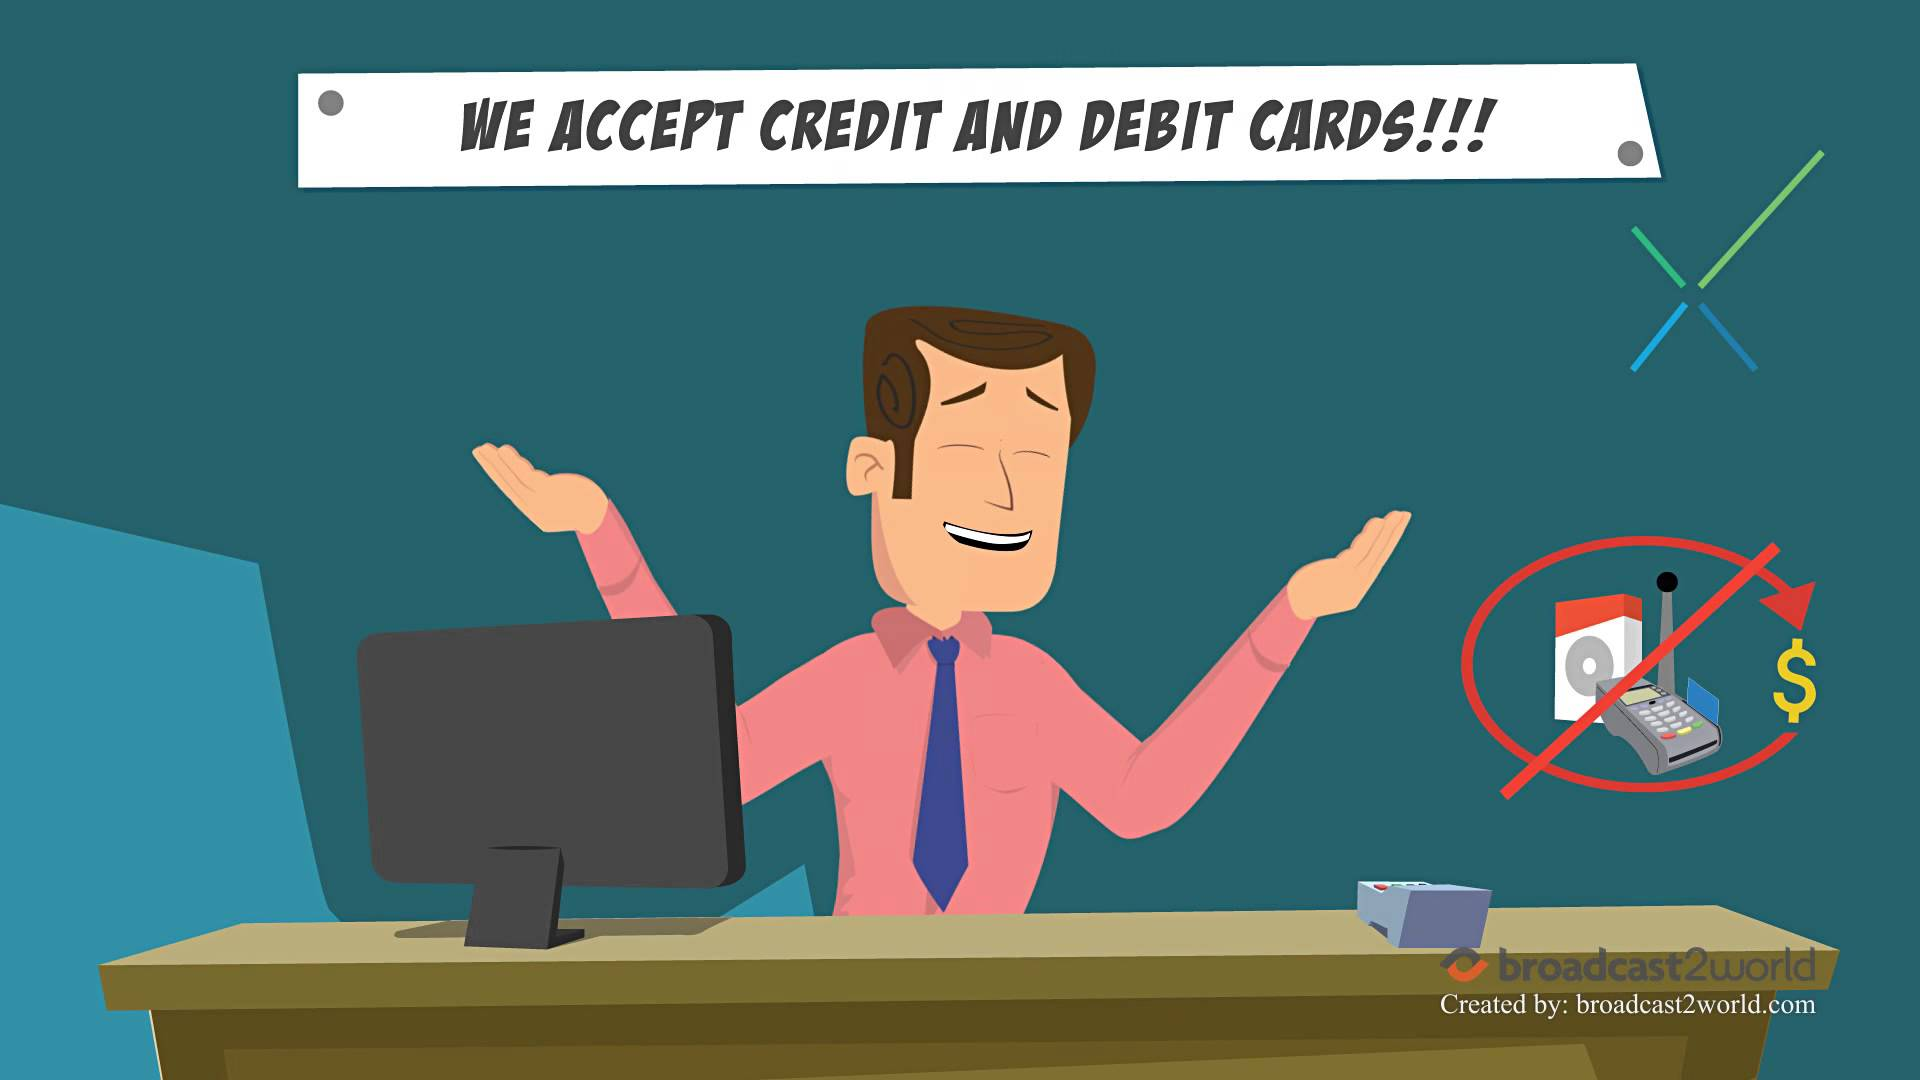 WE ACCEPT CREDIT AND DEBIT CARDS!!!
$
broadcast2world
Created by: broadcast2world.com